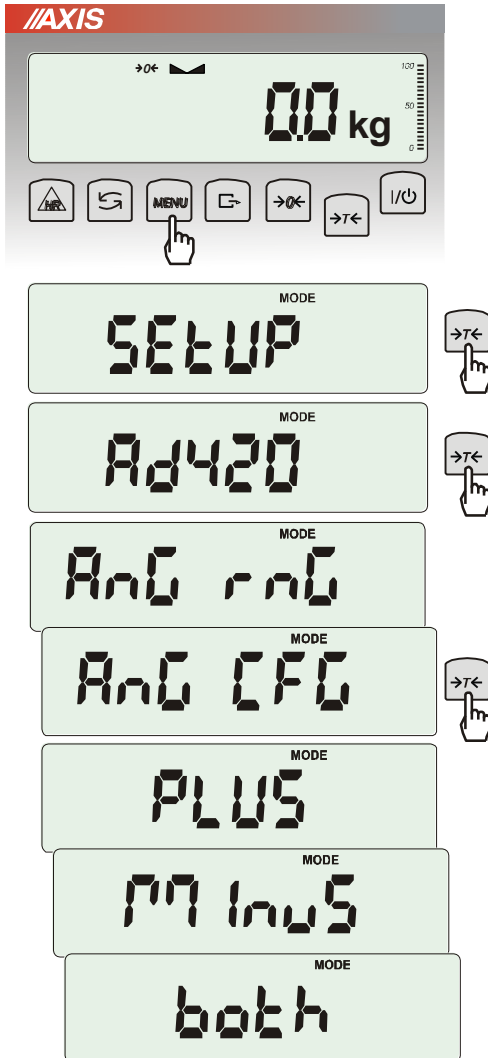 //AXIS
→0←
100
50
0
0.0 kg
HR MENU →0← →T← I/⏻
MODE
SEtUP
→T←
MODE
Ad420
→T←
MODE
AnG rnG
MODE
AnG CFG
→T←
MODE
PLUS
MODE
MInuS
MODE
both